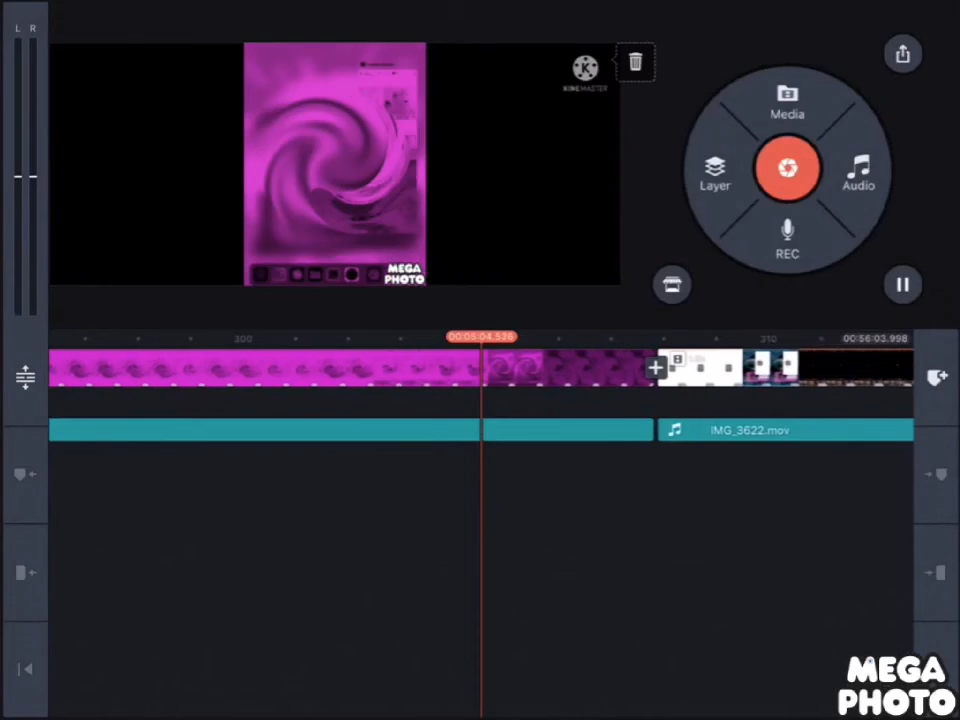 L R
KINEMASTER
MEGA
PHOTO
Media
Layer
Audio
REC
300
00:05:04.526
310
00:56:03.998
IMG_3622.mov
MEGA
PHOTO